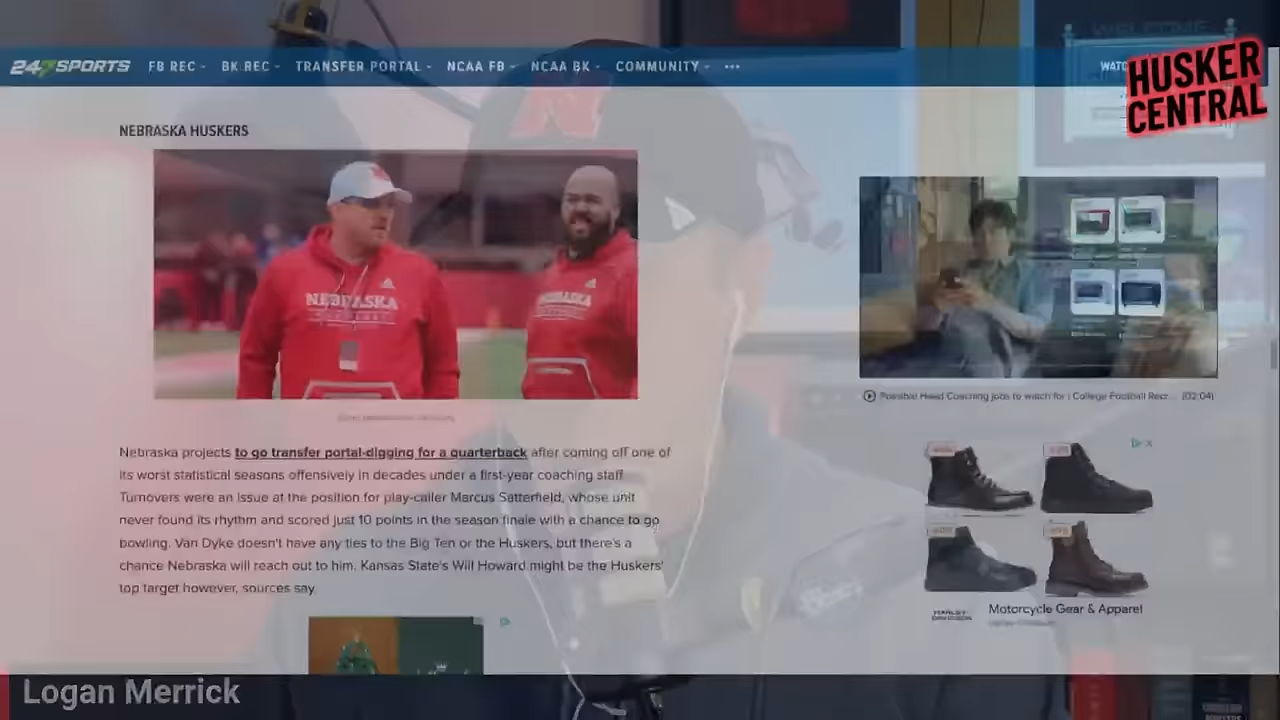 WELCOME
247SPORTS FB REC BK REC TRANSFER PORTAL NCAA FB NCAA BK COMMUNITY ••• WATC
HUSKER
CENTRAL
NEBRASKA HUSKERS
NEBRASKA
NEBRASKA
Possible Head Coaching jobs to watch for | College Football Recr... (02:04)
Nebraska projects to go transfer portal-digging for a quarterback after coming off one of
its worst statistical seasons offensively in decades under a first-year coaching staff.
Turnovers were an issue at the position for play-caller Marcus Satterfield, whose unit
never found its rhythm and scored just 10 points in the season finale with a chance to go
bowling. Van Dyke doesn't have any ties to the Big Ten or the Huskers, but there's a
chance Nebraska will reach out to him. Kansas State's Will Howard might be the Huskers'
top target however, sources say.
HARLEY-DAVIDSON
Motorcycle Gear & Apparel
Logan Merrick